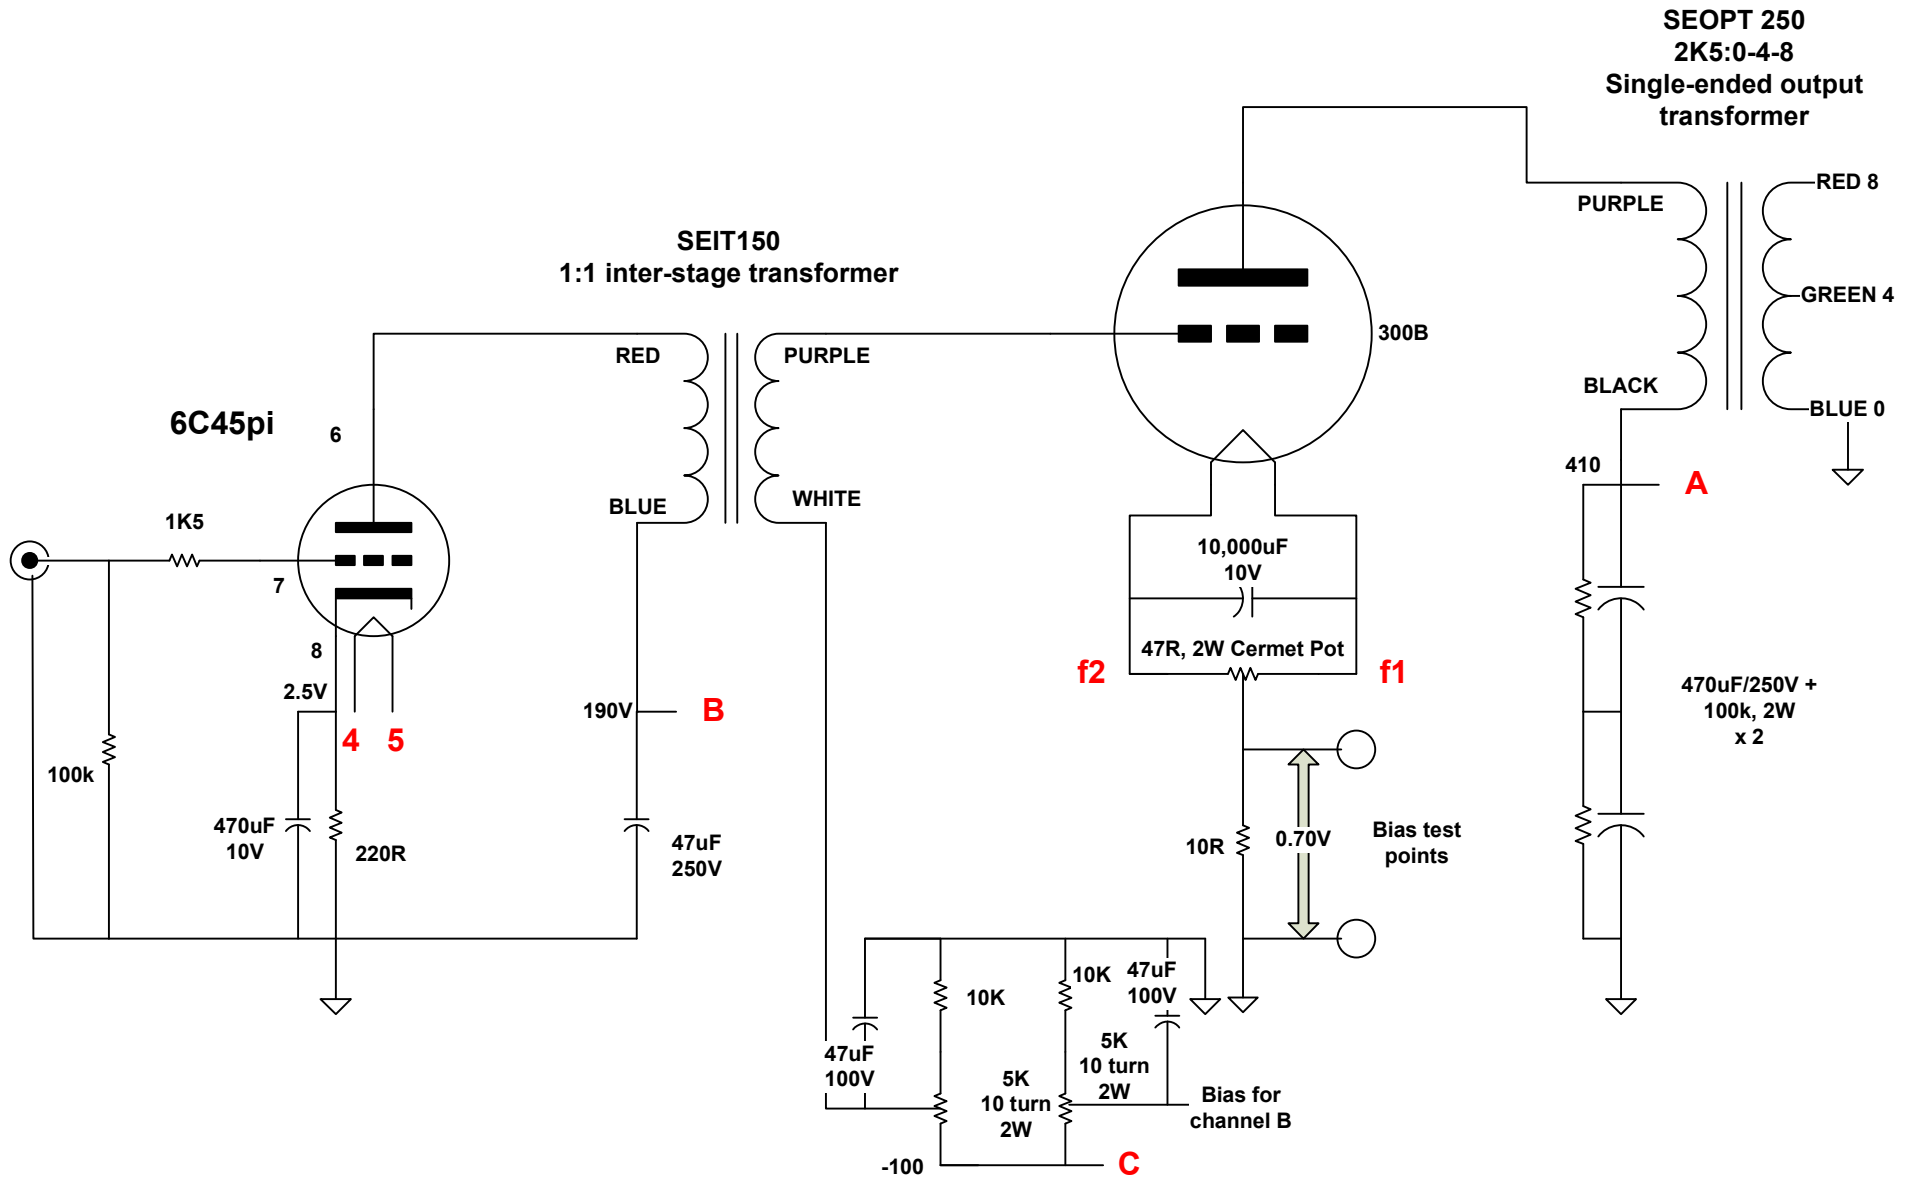 SEOPT 250
2K5:0-4-8
Single-ended output
transformer
RED 8
PURPLE
GREEN 4
BLACK
BLUE 0
SEIT150
1:1 inter-stage transformer
RED
PURPLE
BLUE
WHITE
300B
6C45pi
6
1K5
7
8
2.5V
4
5
100k
470uF
10V
220R
190V
B
47uF
250V
10,000uF
10V
47R, 2W Cermet Pot
f2
f1
10R
0.70V
Bias test
points
410
A
470uF/250V +
100k, 2W
x 2
10K
10K
47uF
100V
47uF
100V
5K
10 turn
2W
5K
10 turn
2W
Bias for
channel B
-100
C